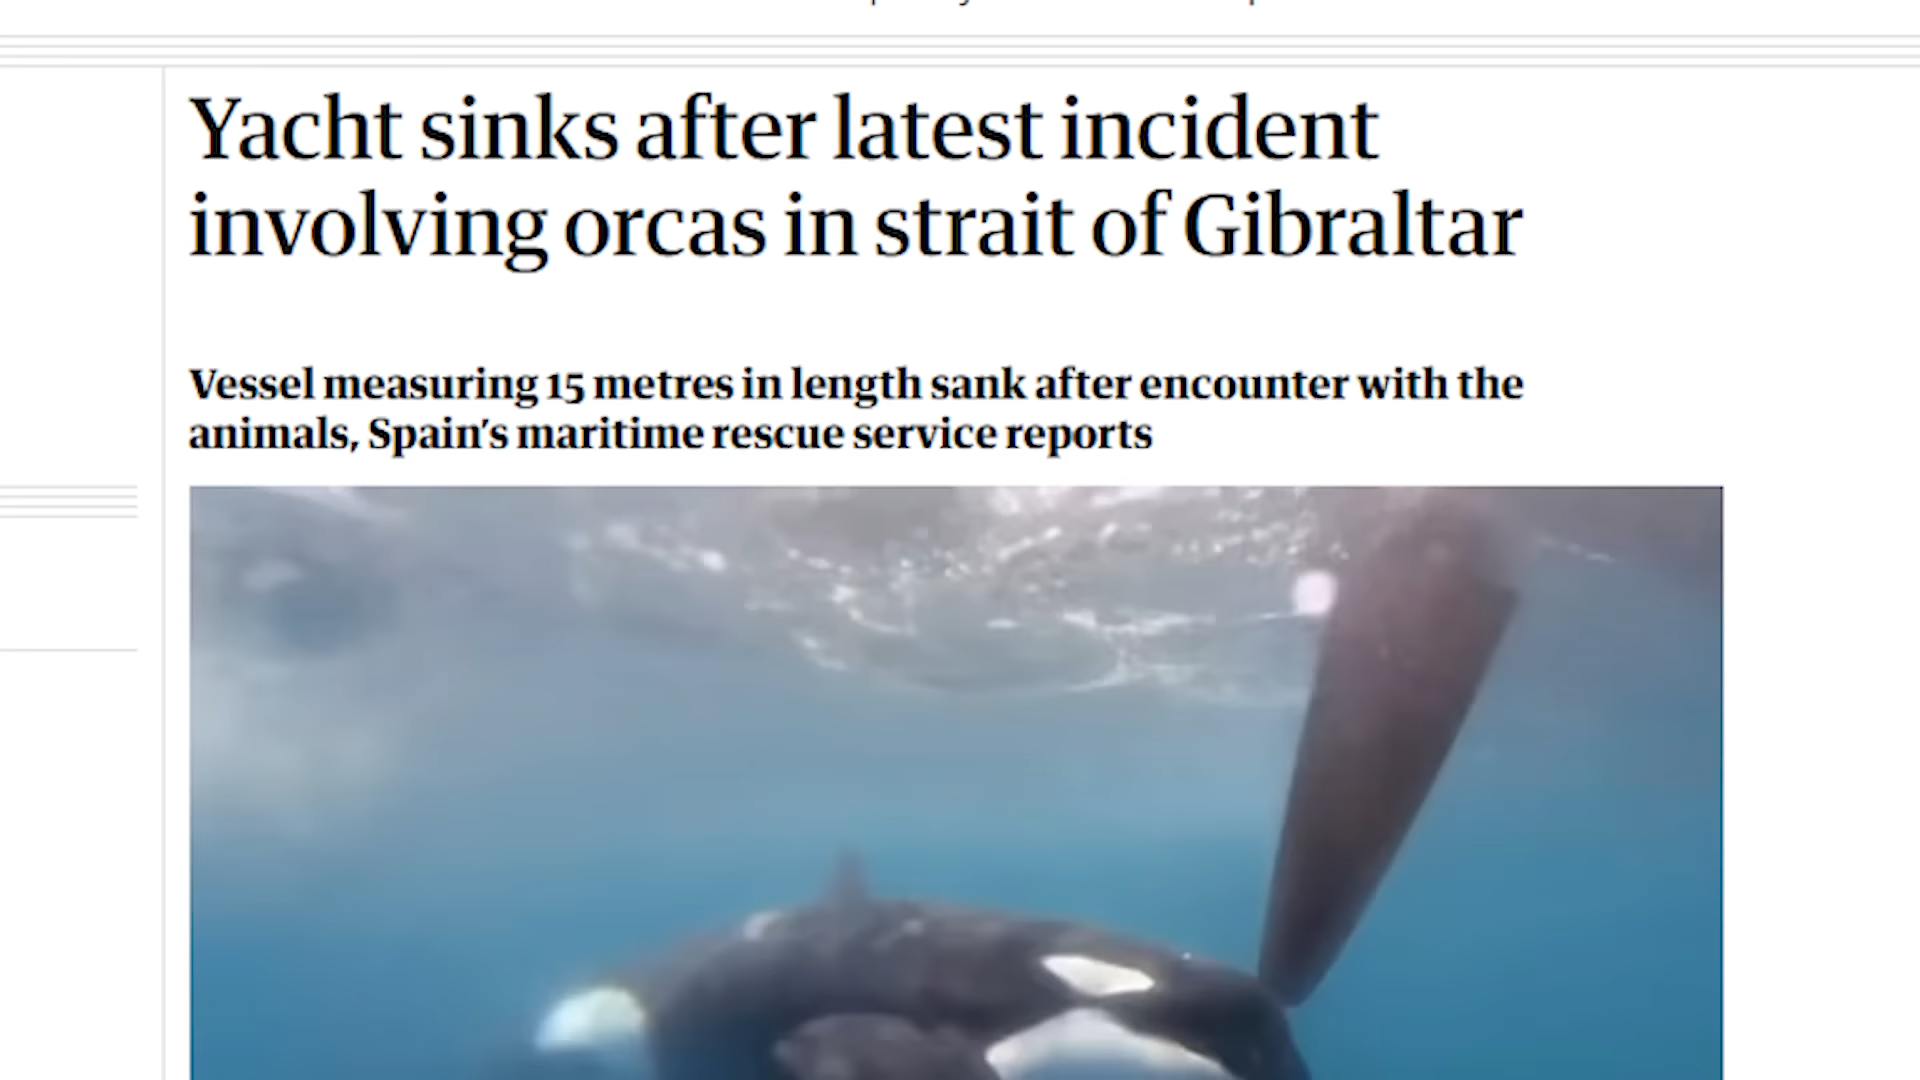 Yacht sinks after latest incident
involving orcas in strait of Gibraltar
Vessel measuring 15 metres in length sank after encounter with the
animals, Spain's maritime rescue service reports